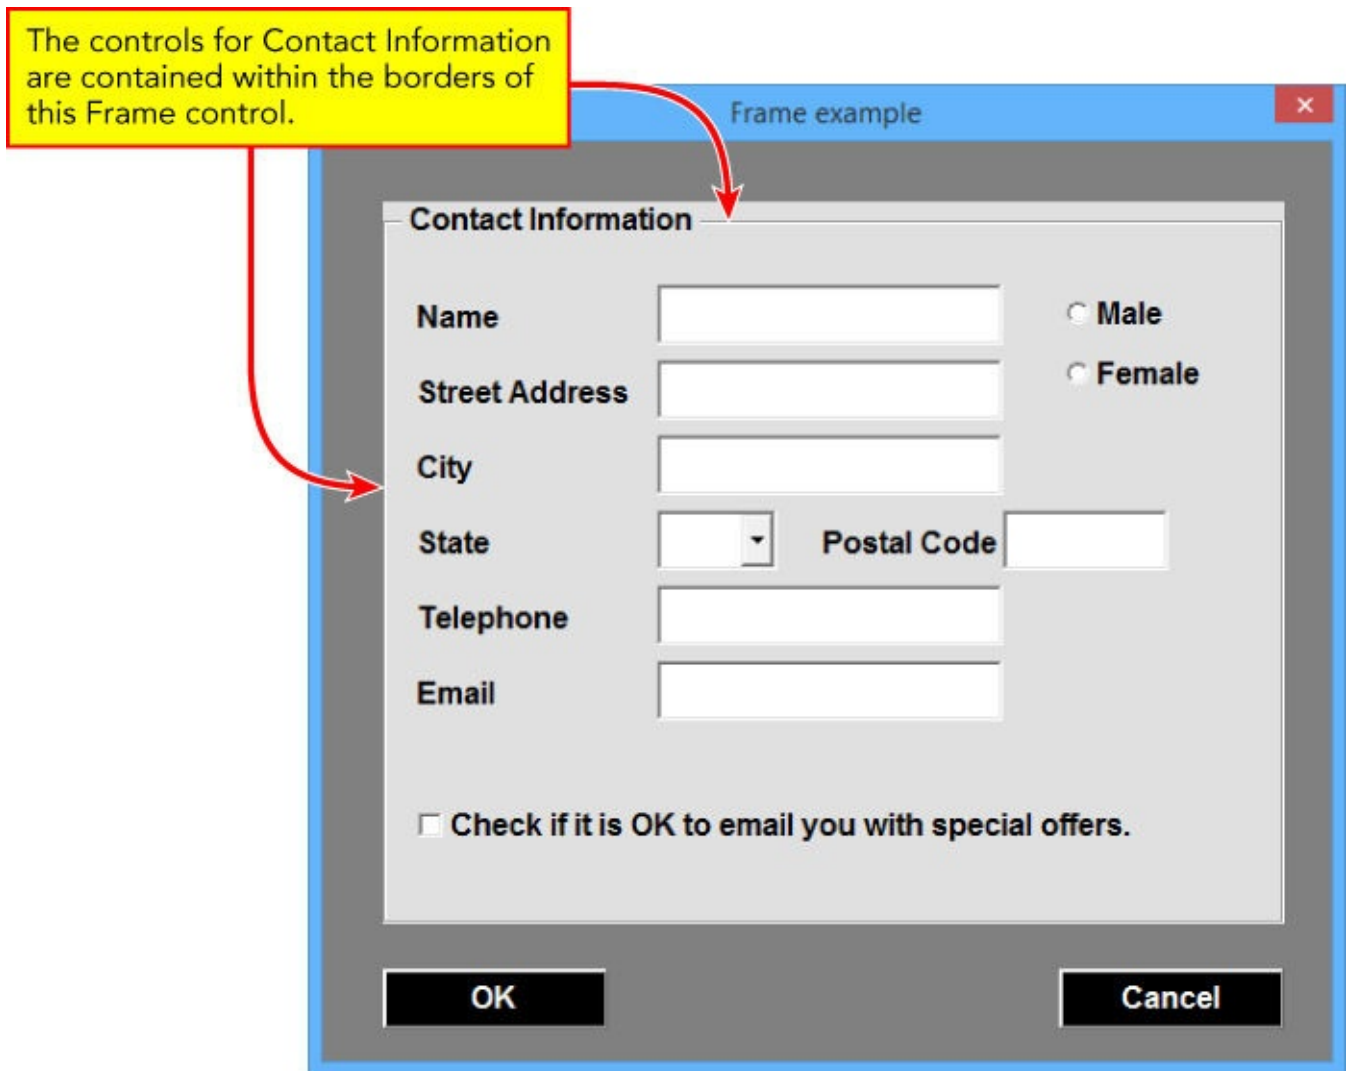 The controls for Contact Information
are contained within the borders of
this Frame control.
Frame example
Contact Information
Name
Male
Street Address
Female
City
State
Postal Code
Telephone
Email
Check if it is OK to email you with special offers.
OK
Cancel